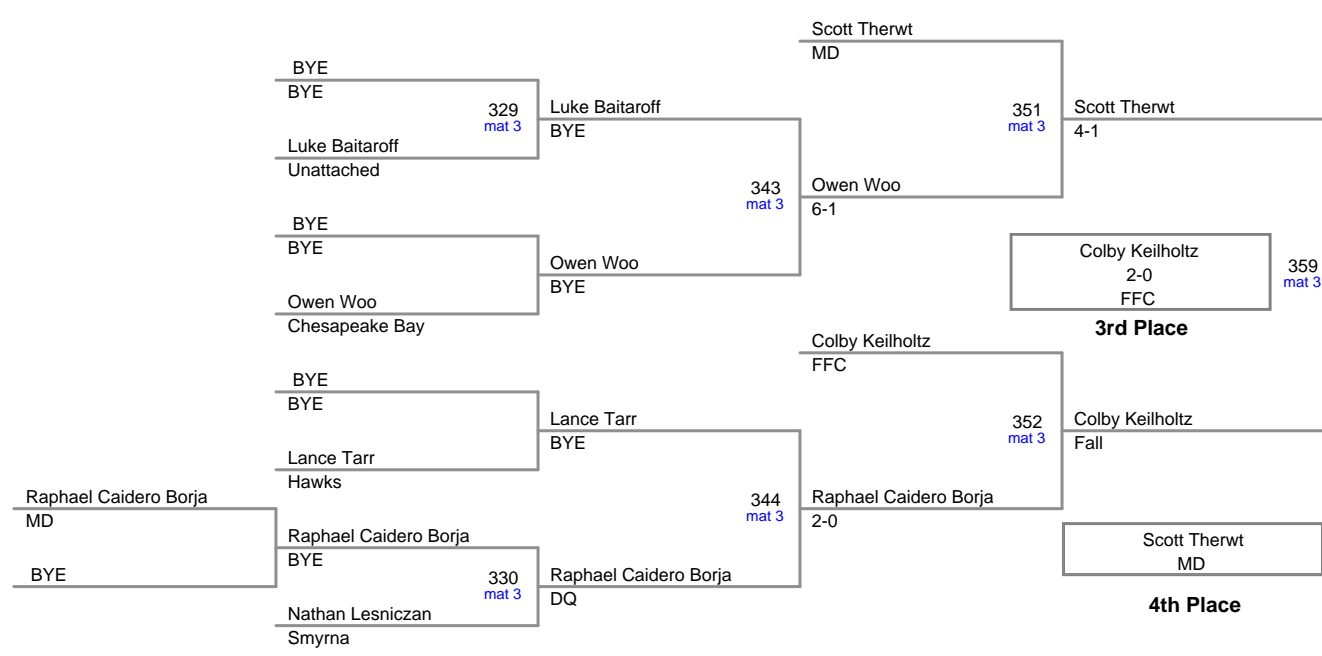 Scott Therwt
MD
BYE
BYE
329
mat 3
Luke Baitaroff
BYE
351
mat 3
Scott Therwt
4-1
Luke Baitaroff
Unattached
343
mat 3
Owen Woo
6-1
BYE
BYE
Owen Woo
BYE
Colby Keilholtz
2-0
FFC
359
mat 3
3rd Place
Owen Woo
Chesapeake Bay
Colby Keilholtz
FFC
BYE
BYE
Lance Tarr
BYE
352
mat 3
Colby Keilholtz
Fall
Lance Tarr
Hawks
Raphael Caidero Borja
MD
344
mat 3
Raphael Caidero Borja
2-0
Raphael Caidero Borja
BYE
Scott Therwt
MD
4th Place
BYE
330
mat 3
Raphael Caidero Borja
DQ
Nathan Lesniczan
Smyrna